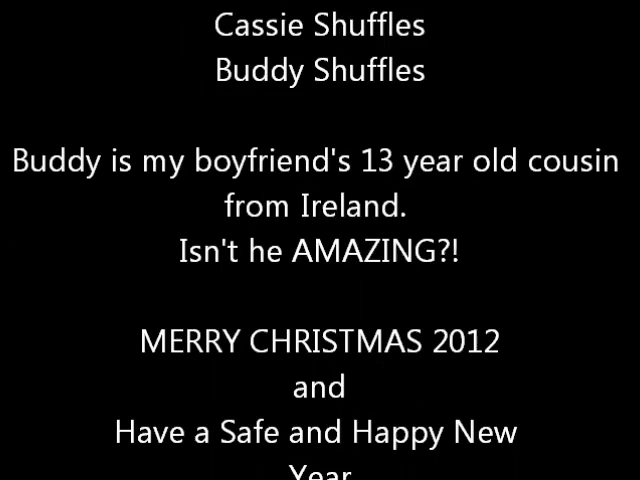 Cassie Shuffles
Buddy Shuffles
Buddy is my boyfriend's 13 year old cousin
from Ireland.
Isn't he AMAZING?!
MERRY CHRISTMAS 2012
and
Have a Safe and Happy New
Year